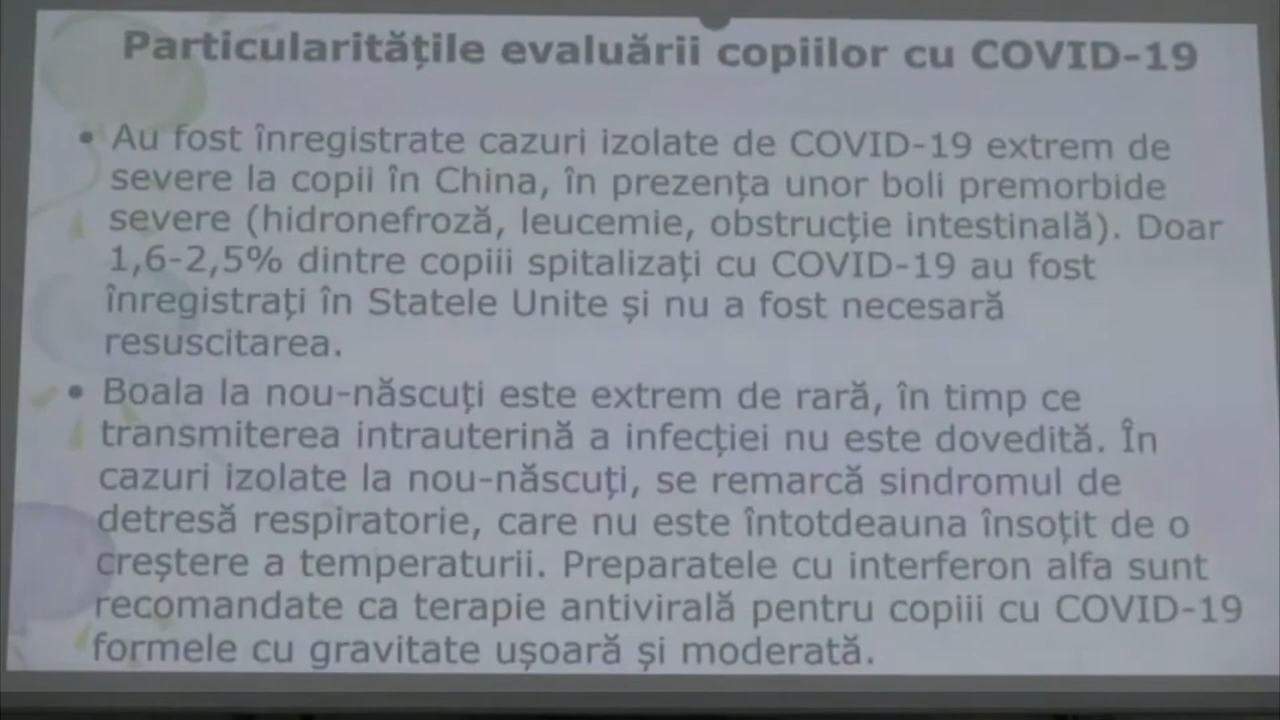 Particularitățile evaluării copiilor cu COVID-19
• Au fost înregistrate cazuri izolate de COVID-19 extrem de
severe la copii în China, în prezența unor boli premorbide
severe (hidronefroză, leucemie, obstrucție intestinală). Doar
1,6-2,5% dintre copiii spitalizați cu COVID-19 au fost
înregistrați în Statele Unite și nu a fost necesară
resuscitarea.
• Boala la nou-născuți este extrem de rară, în timp ce
transmiterea intrauterină a infecției nu este dovedită. În
cazuri izolate la nou-născuți, se remarcă sindromul de
detresă respiratorie, care nu este întotdeauna însoțit de o
creștere a temperaturii. Preparatele cu interferon alfa sunt
recomandate ca terapie antivirală pentru copiii cu COVID-19
formele cu gravitate ușoară și moderată.